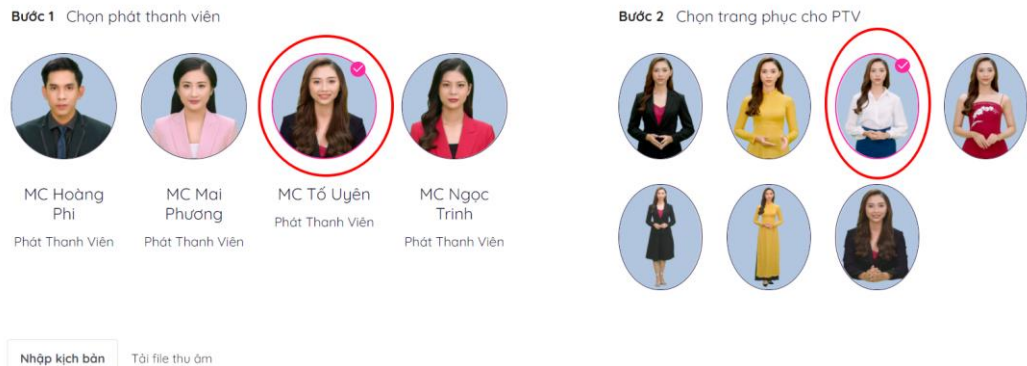 Bước 1 Chọn phát thanh viên
MC Hoàng
Phi
Phát Thanh Viên
MC Mai
Phương
Phát Thanh Viên
MC Tố Uyên
Phát Thanh Viên
MC Ngọc
Trinh
Phát Thanh Viên
Bước 2 Chọn trang phục cho PTV
Nhập kịch bản Tải file thu âm